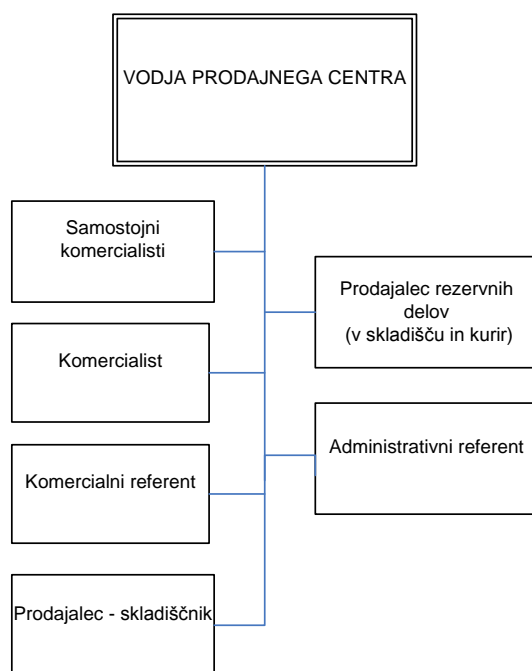 VODJA PRODAJNEGA CENTRA
Samostojni
komercialisti
Prodajalec rezervnih
delov
(v skladišču in kurir)
Komercialist
Administrativni referent
Komercialni referent
Prodajalec - skladiščnik